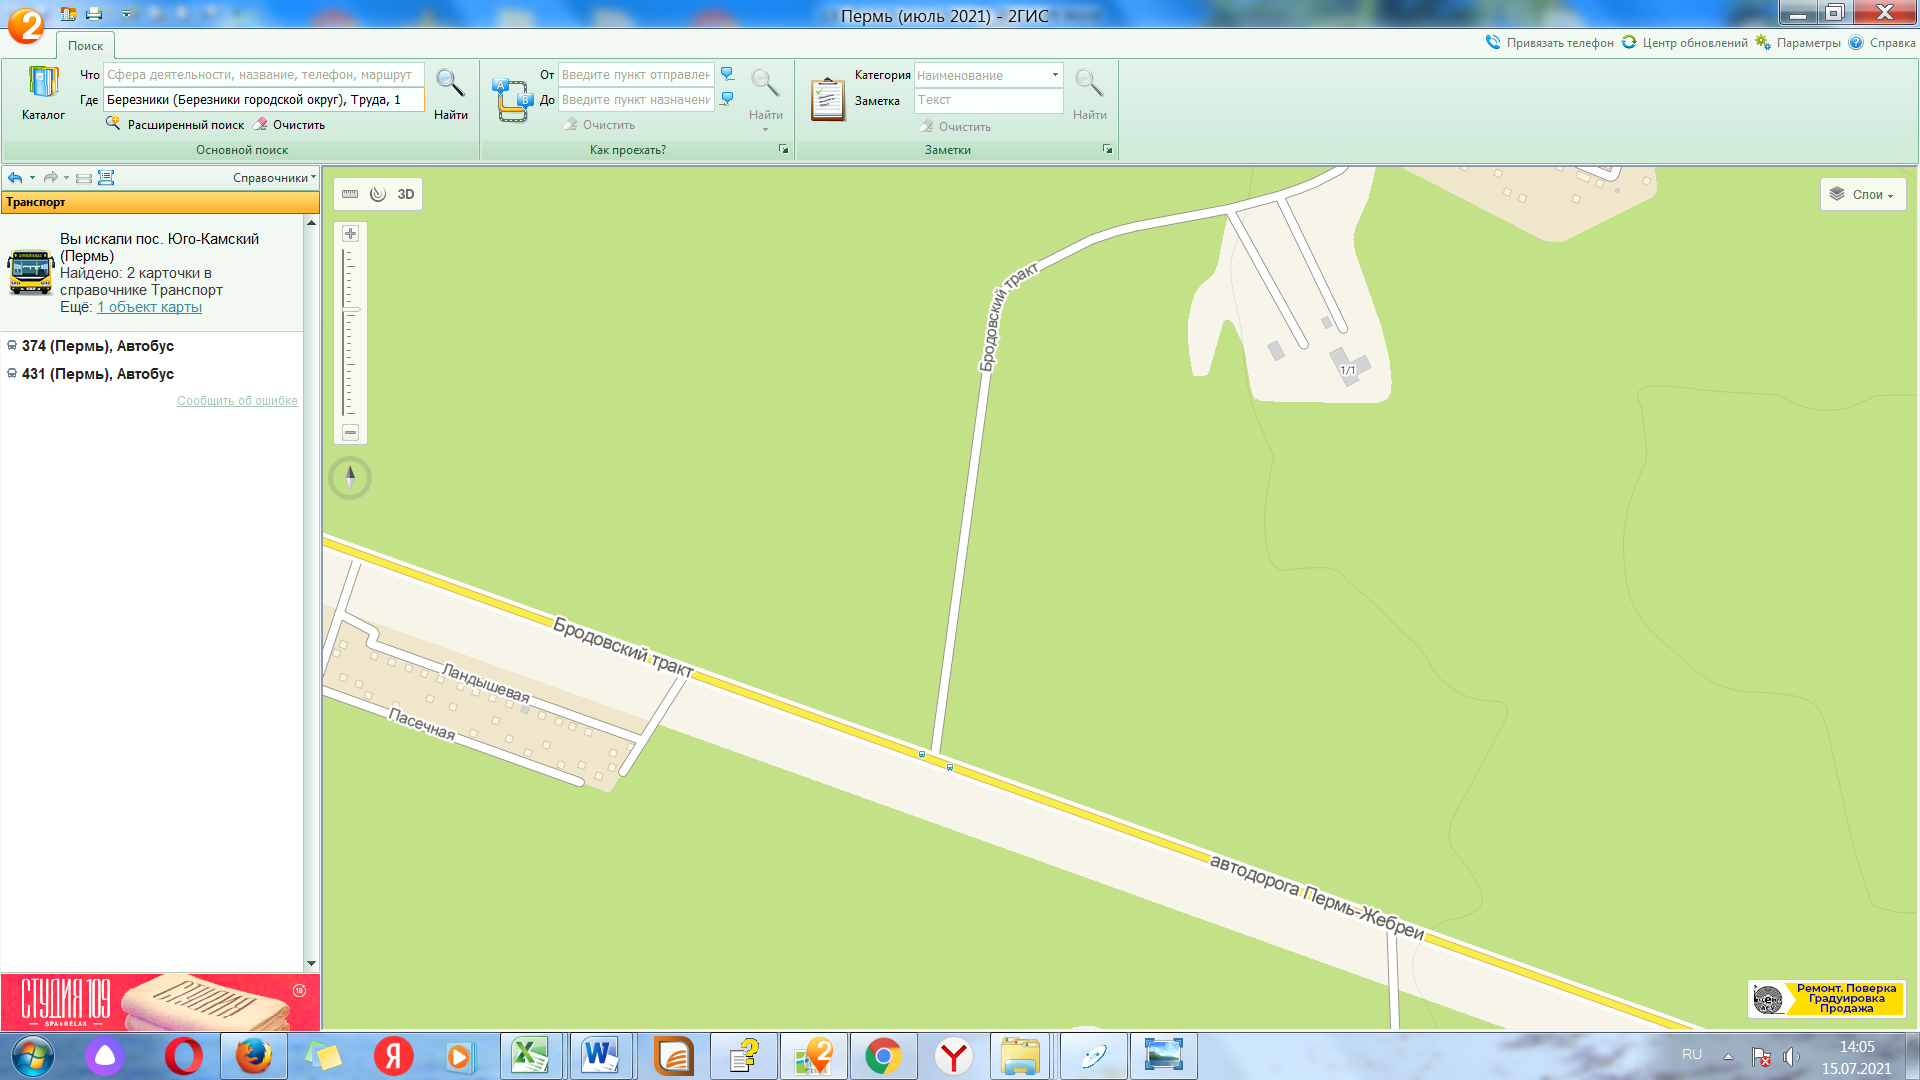 Пермь (июль 2021) - 2ГИС
Поиск
Привязать телефон
Центр обновлений
Параметры
Справка
Каталог
Что
Сфера деятельности, название, телефон, маршрут
Где
Березники (Березники городской округ), Труда, 1
Найти
Расширенный поиск
Очистить
Основной поиск
От
Введите пункт отправлен
До
Введите пункт назначени
Найти
Очистить
Как проехать?
Категория
Наименование
Заметка
Текст
Найти
Очистить
Заметки
Справочники
Транспорт
Вы искали пос. Юго-Камский
(Пермь)
Найдено: 2 карточки в
справочнике Транспорт
Ещё: 1 объект карты
374 (Пермь), Автобус
431 (Пермь), Автобус
Сообщить об ошибке
3D
Слои
Бродовский тракт
1/1
Бродовский тракт
Ландышевая
Пасечная
автодорога Пермь-Жебреи
СТУДИЯ 109
SPA & RELAX
18+
Ремонт. Поверка
Градуировка
Продажа
RU
14:05
15.07.2021